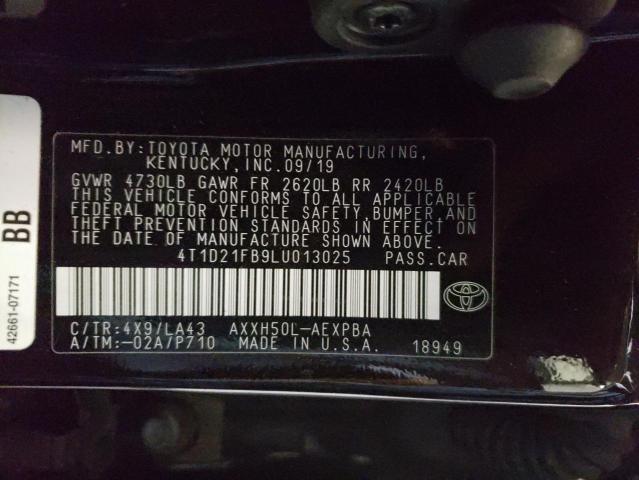 MFD.BY:TOYOTA MOTOR MANUFACTURING,
KENTUCKY,INC.09/19
GVWR 4730LB GAWR FR 2620LB RR 2420LB
THIS VEHICLE CONFORMS TO ALL APPLICABLE
FEDERAL MOTOR VEHICLE SAFETY,BUMPER,AND
THEFT PREVENTION STANDARDS IN EFFECT ON
THE DATE OF MANUFACTURE SHOWN ABOVE.
4T1D21FB9LU013025 PASS.CAR
C/TR:4X9/LA43 AXXH50L-AEXPBA
A/TM:-02A/P710 MADE IN U.S.A. 18949
BB
42661-07171